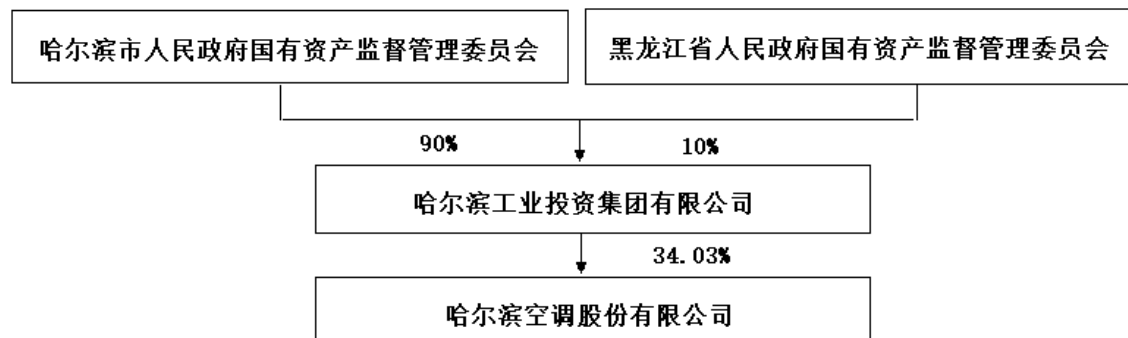 哈尔滨市人民政府国有资产监督管理委员会
黑龙江省人民政府国有资产监督管理委员会
90%
10%
哈尔滨工业投资集团有限公司
34.03%
哈尔滨空调股份有限公司